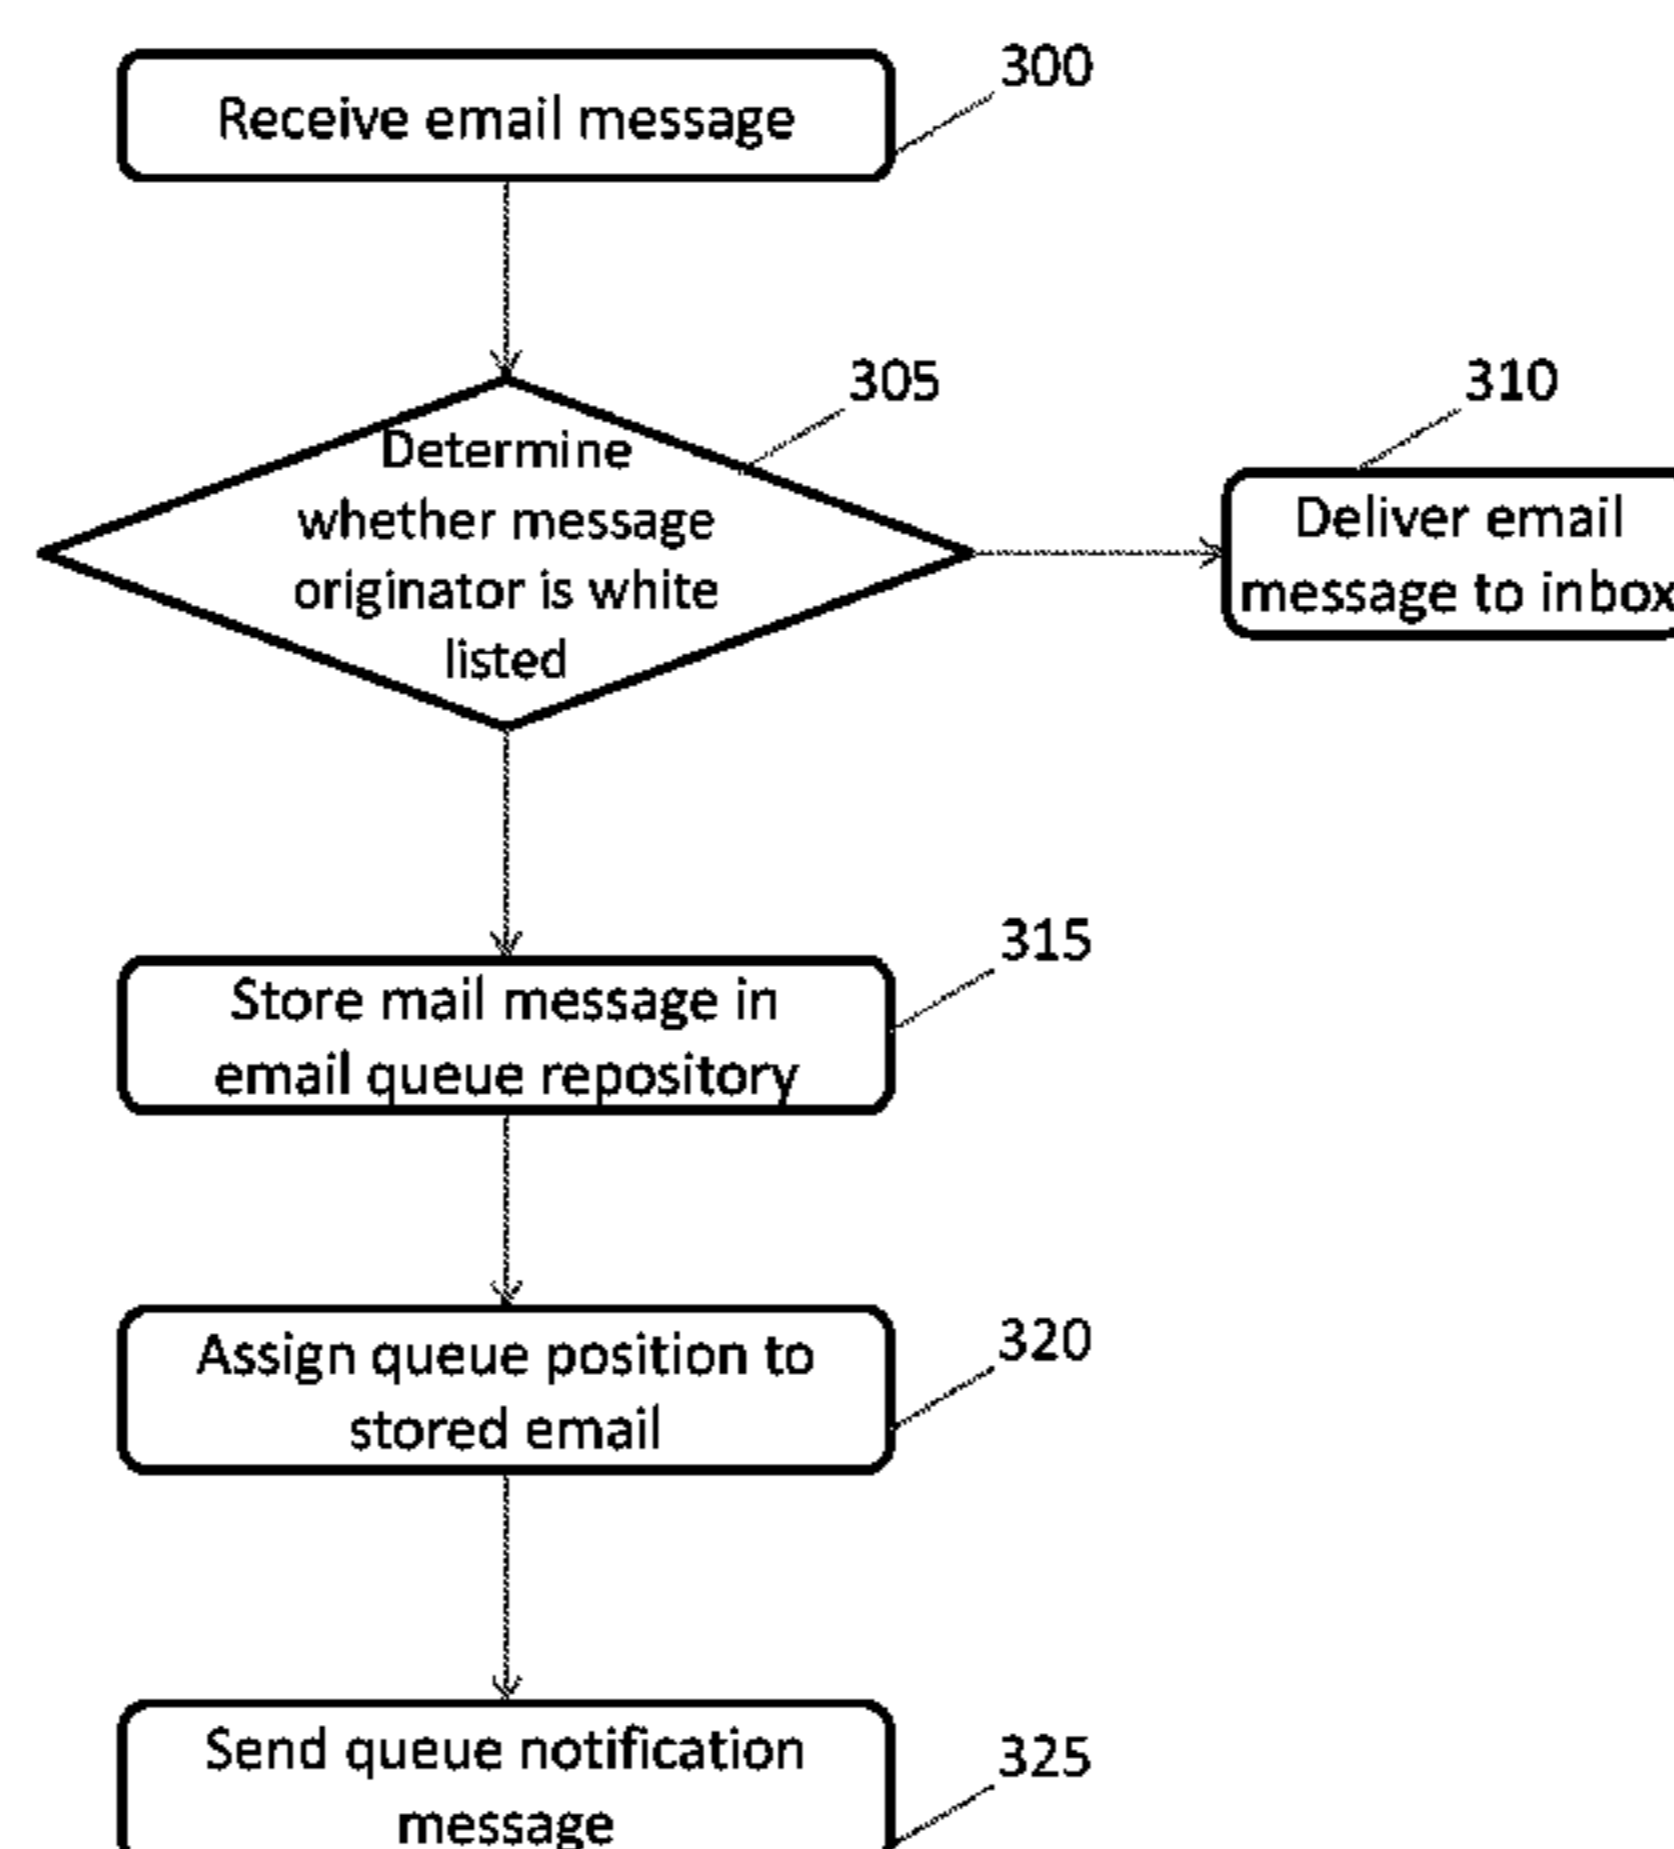 300
Receive email message
305
310
Determine
whether message
originator is white
listed
Deliver email
message to inbox
315
Store mail message in
email queue repository
320
Assign queue position to
stored email
325
Send queue notification
message